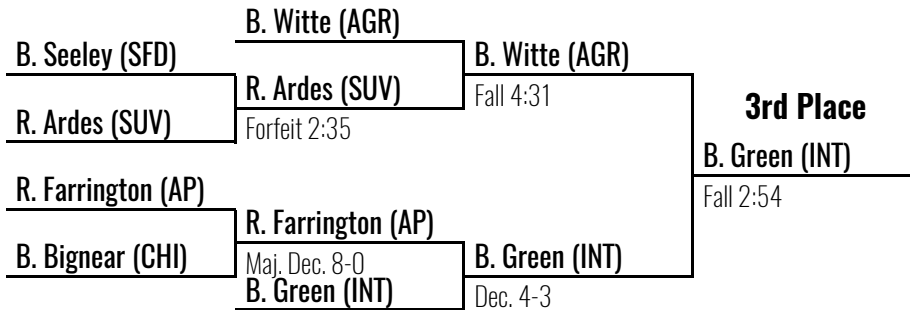 B. Witte (AGR)
B. Seeley (SFD)
B. Witte (AGR)
R. Ardes (SUV)
Fall 4:31
R. Ardes (SUV)
Forfeit 2:35
3rd Place
B. Green (INT)
Fall 2:54
R. Farrington (AP)
R. Farrington (AP)
B. Bignear (CHI)
Maj. Dec. 8-0
B. Green (INT)
B. Green (INT)
Dec. 4-3